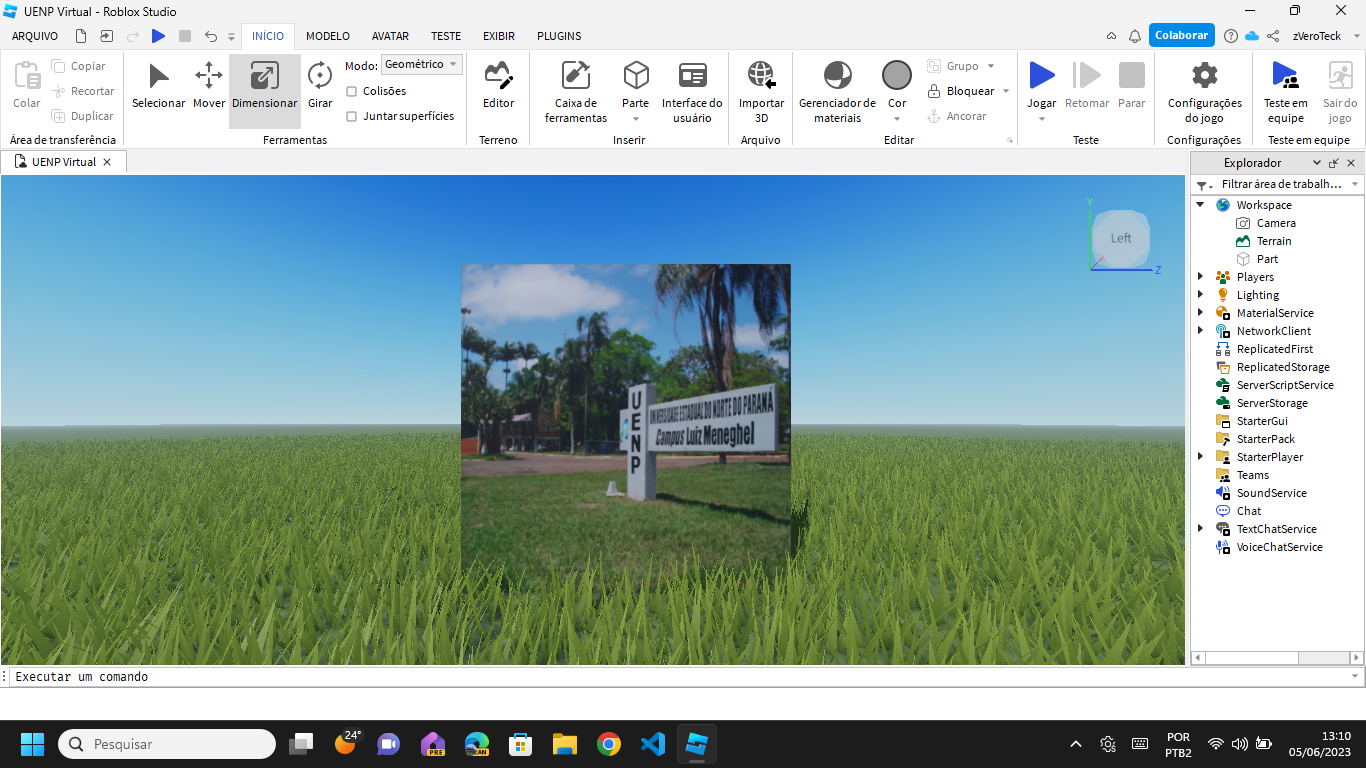 UENP Virtual - Roblox Studio
ARQUIVO INÍCIO MODELO AVATAR TESTE EXIBIR PLUGINS Colaborar zVeroTeck
Colar Copiar Recortar Duplicar
Selecionar Mover Dimensionar Girar
Modo: Geométrico
Colisões
Juntar superfícies
Editor
Caixa de ferramentas Parte Interface do usuário
Importar 3D
Gerenciador de materiais Cor
Grupo
Bloquear
Ancorar
Jogar Retomar Parar
Configurações do jogo
Teste em equipe Sair do jogo
Área de transferência Ferramentas Terreno Inserir Arquivo Editar Teste Configurações Teste em equipe
UENP Virtual
Explorador
Filtrar área de trabalh...
Workspace
Camera
Terrain
Part
Players
Lighting
MaterialService
NetworkClient
ReplicatedFirst
ReplicatedStorage
ServerScriptService
ServerStorage
StarterGui
StarterPack
StarterPlayer
Teams
SoundService
Chat
TextChatService
VoiceChatService
Y
Left
Z
UENP
UNIVERSIDADE ESTADUAL DO NORTE DO PARANÁ
Campus Luiz Meneghel
Executar um comando
Pesquisar
24°
PRE
CAN
POR
PTB2
13:10
05/06/2023